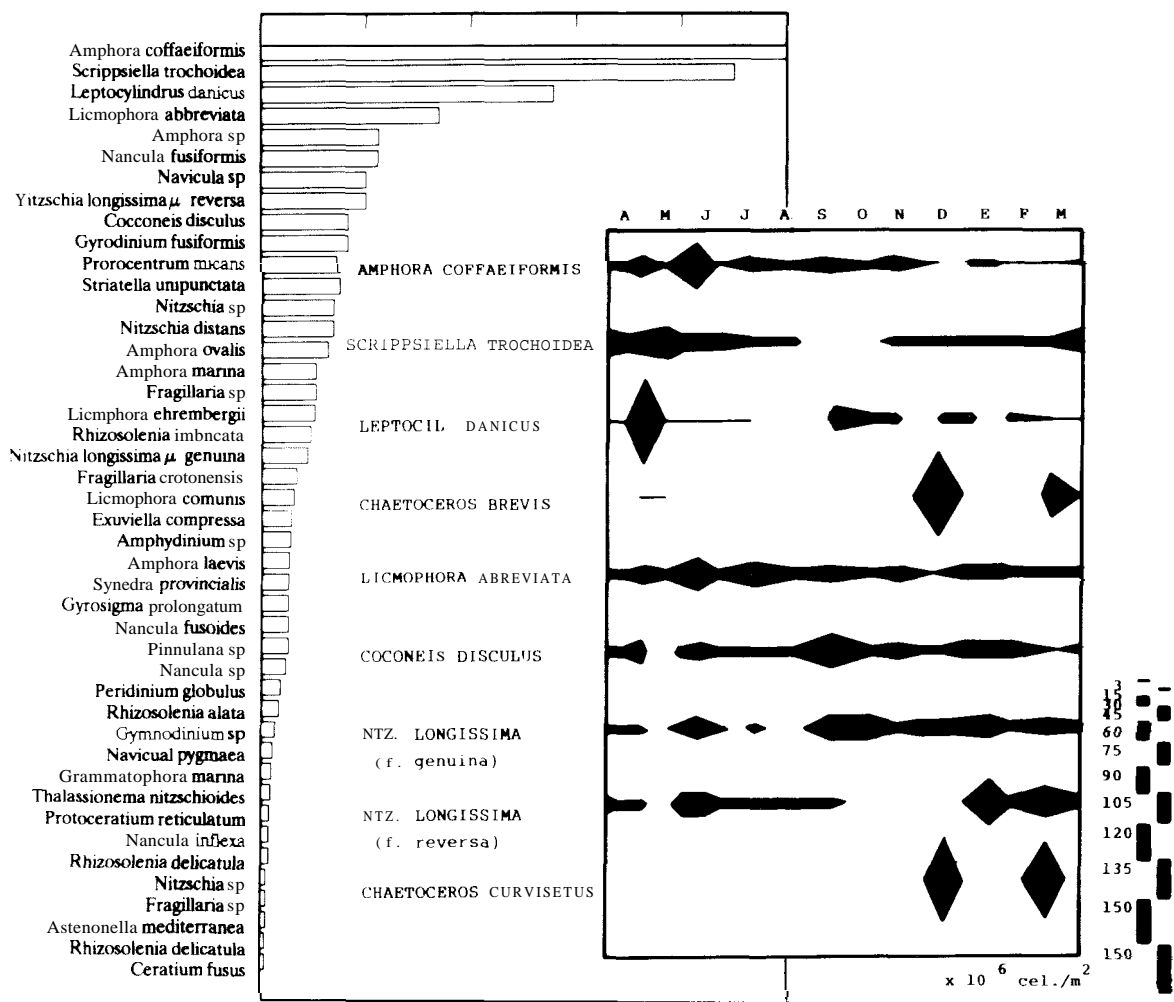 Amphora coffaeiformis
Scrippsiella trochoidea
Leptocylindrus danicus
Licmophora abbreviata
Amphora sp
Nancula fusiformis
Navicula sp
Yitzschia longissima μ reversa
Cocconeis disculus
Gyrodinium fusiformis
Prorocentrum micans
Striatella unipunctata
Nitzschia sp
Nitzschia distans
Amphora ovalis
Amphora marina
Fragillaria sp
Licmphora ehrembergii
Rhizosolenia imbncata
Nitzschia longissima μ genuina
Fragillaria crotonensis
Licmophora comunis
Exuviella compressa
Amphydinium sp
Amphora laevis
Synedra provincialis
Gyrosigma prolongatum
Nancula fusoides
Pinnulana sp
Nancula sp
Peridinium globulus
Rhizosolenia alata
Gymnodinium sp
Navicual pygmaea
Grammatophora marina
Thalassionema nitzschioides
Protoceratium reticulatum
Nancula inflexa
Rhizosolenia delicatula
Nitzschia sp
Fragillaria sp
Astenonella mediterranea
Rhizosolenia delicatula
Ceratium fusus
A M J J A S O N D E F M
AMPHORA COFFAEIFORMIS
SCRIPPSIELLA TROCHOIDEA
LEPTOCIL DANICUS
CHAETOCEROS BREVIS
LICMOPHORA ABREVIATA
COCONEIS DISCULUS
NTZ. LONGISSIMA
(f. genuina)
NTZ. LONGISSIMA
(f. reversa)
CHAETOCEROS CURVISETUS
3
15
30
45
60
75
90
105
120
135
150
150
x 10 6 cel./m2